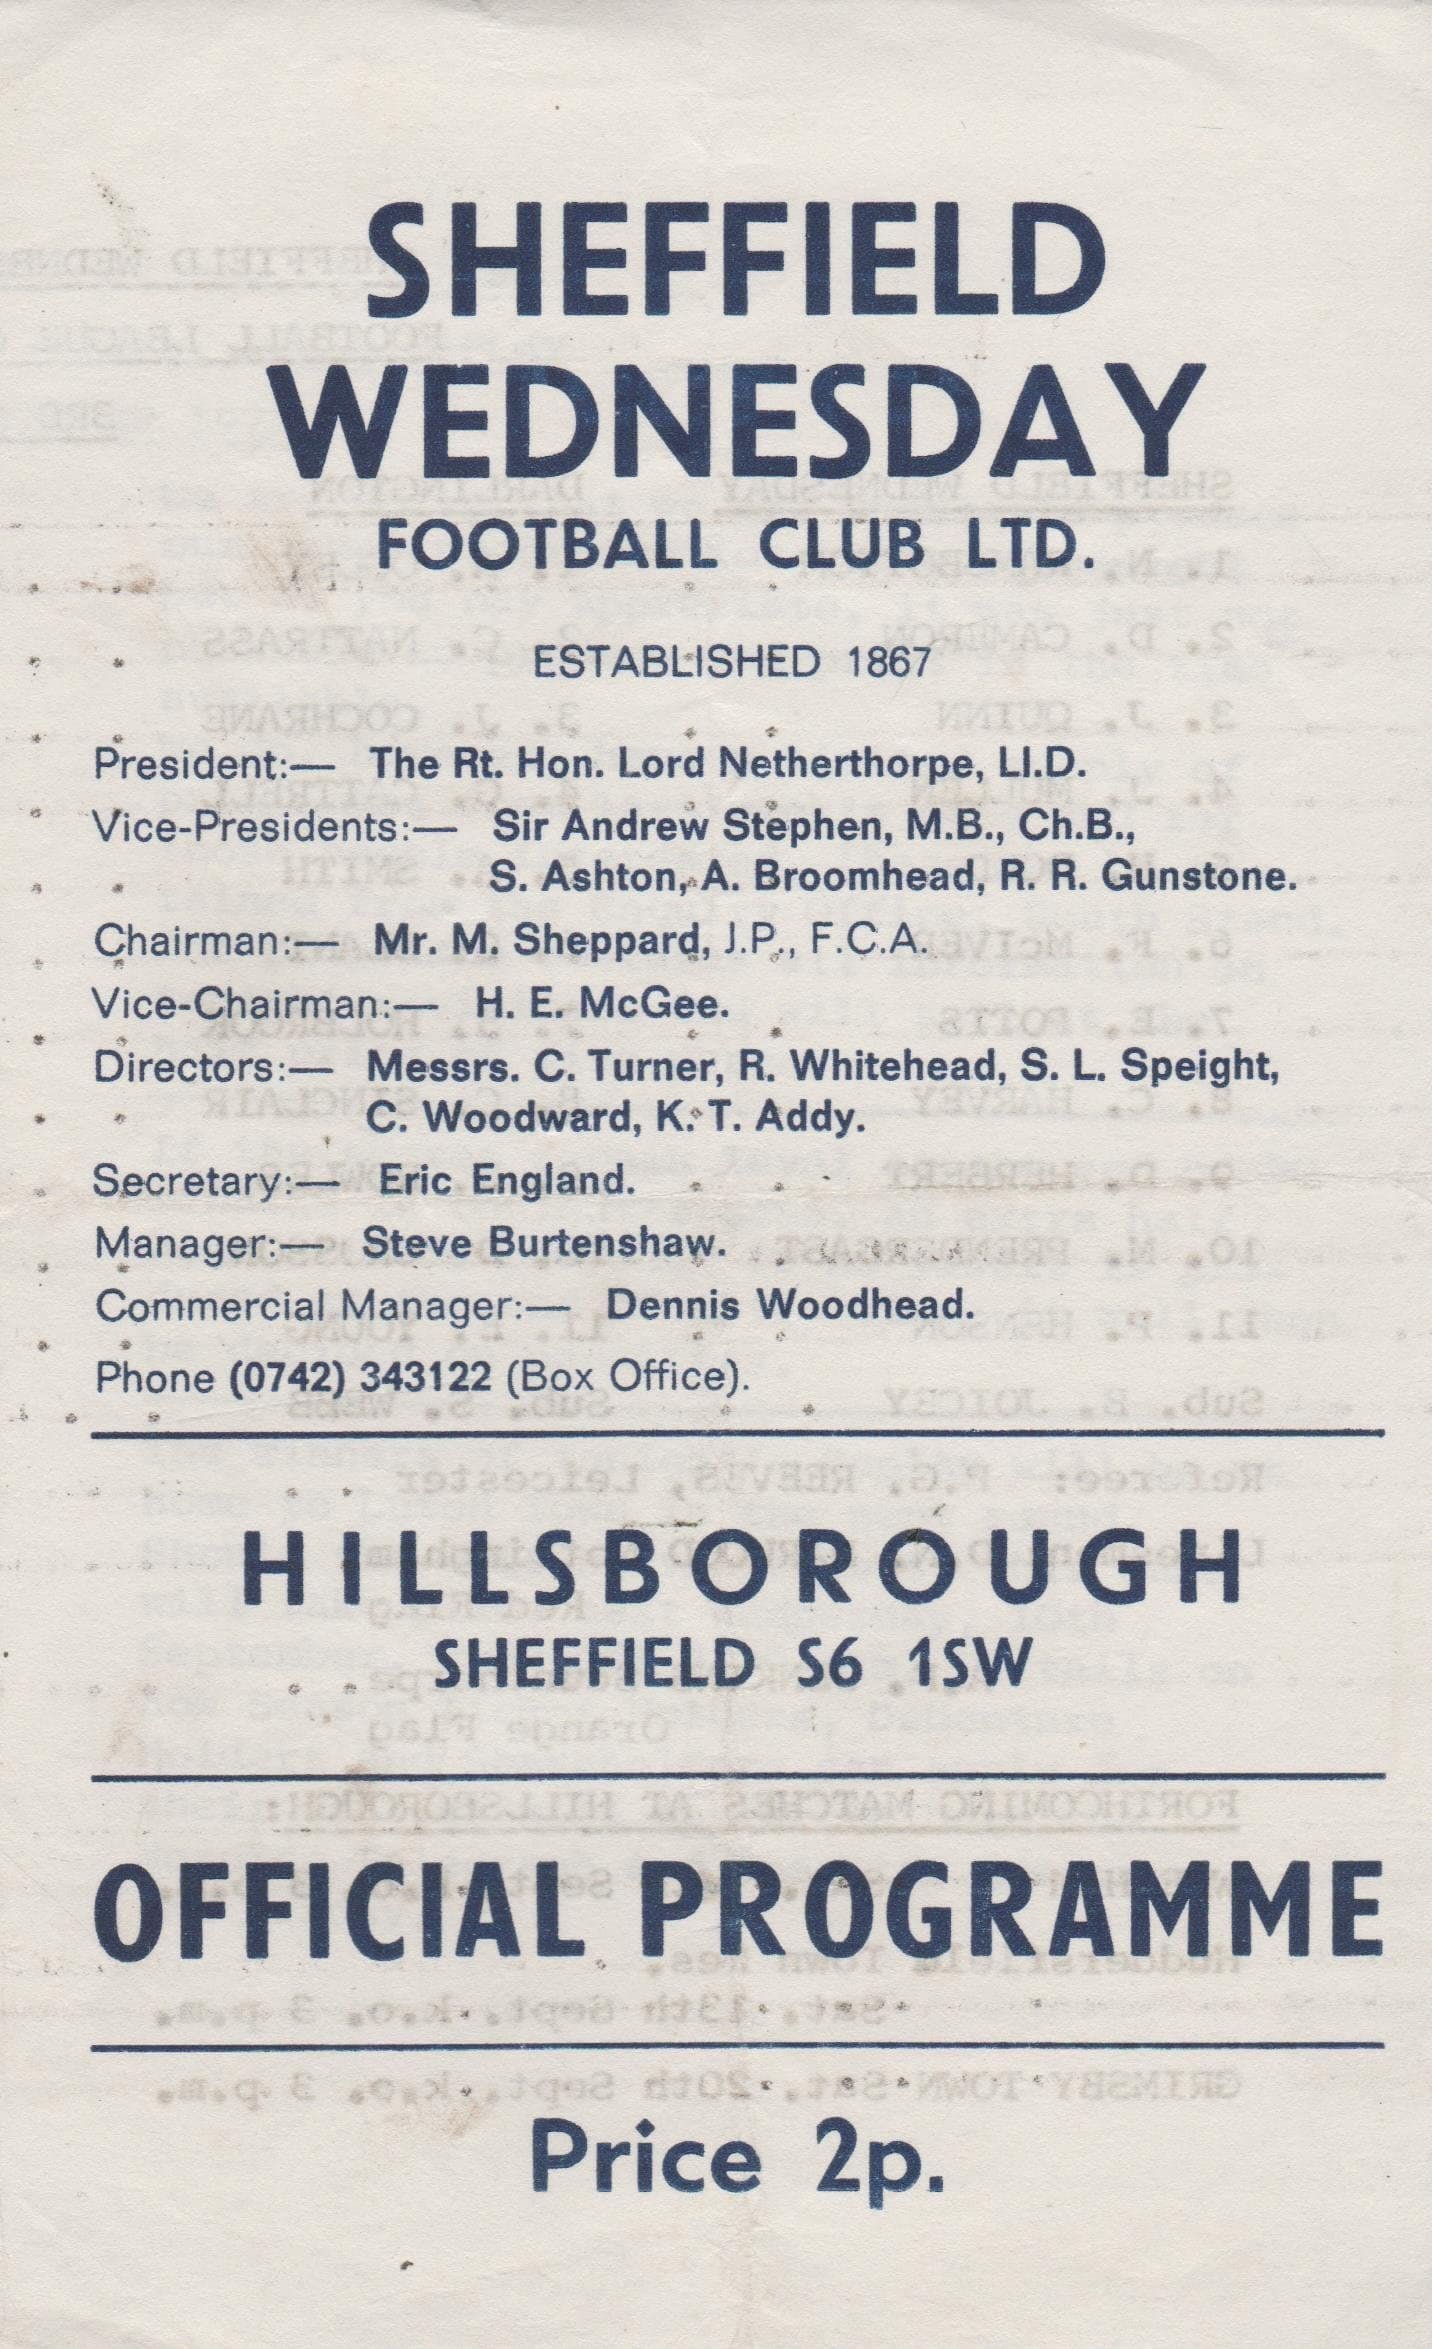 SHEFFIELD
WEDNESDAY
FOOTBALL CLUB LTD.
ESTABLISHED 1867
President:— The Rt. Hon. Lord Netherthorpe, Ll.D.
Vice-Presidents:— Sir Andrew Stephen, M.B., Ch.B.,
S. Ashton, A. Broomhead, R. R. Gunstone.
Chairman:— Mr. M. Sheppard, J.P., F.C.A.
Vice-Chairman:— H. E. McGee.
Directors:— Messrs. C. Turner, R. Whitehead, S. L. Speight,
C. Woodward, K. T. Addy.
Secretary:— Eric England.
Manager:— Steve Burtenshaw.
Commercial Manager:— Dennis Woodhead.
Phone (0742) 343122 (Box Office).
HILLSBOROUGH
SHEFFIELD S6 1SW
OFFICIAL PROGRAMME
Price 2p.